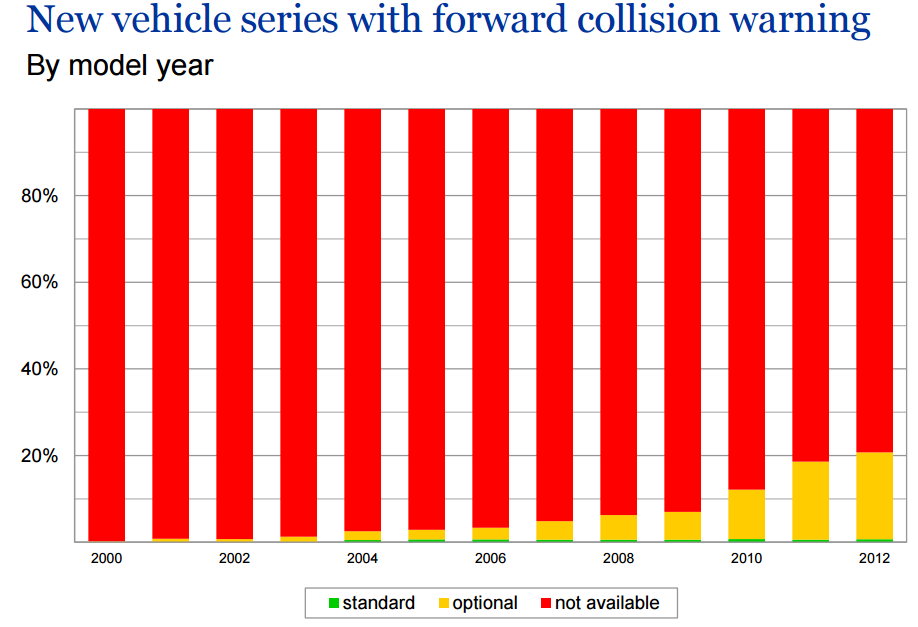 New vehicle series with forward collision warning
By model year
80%
60%
40%
20%
2000 2002 2004 2006 2008 2010 2012
standard optional not available